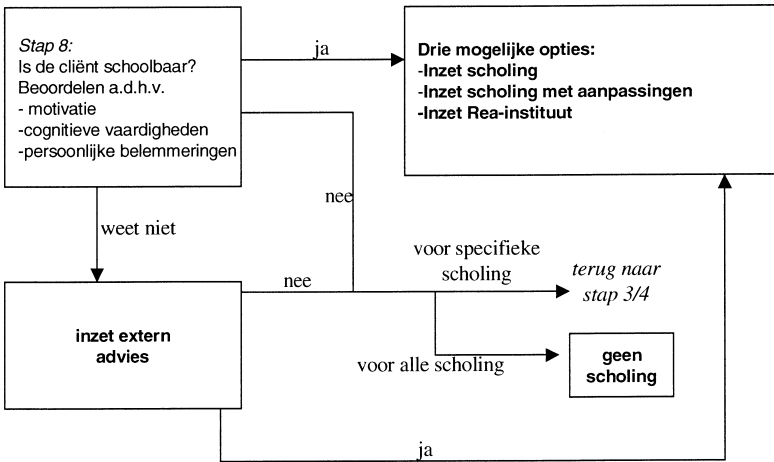 Stap 8:
Is de cliënt schoolbaar?
Beoordelen a.d.h.v.
- motivatie
-cognitieve vaardigheden
-persoonlijke belemmeringen
ja
Drie mogelijke opties:
-Inzet scholing
-Inzet scholing met aanpassingen
-Inzet Rea-instituut
weet niet
nee
inzet extern
advies
nee
voor specifieke
scholing
terug naar
stap 3/4
voor alle scholing
geen
scholing
ja